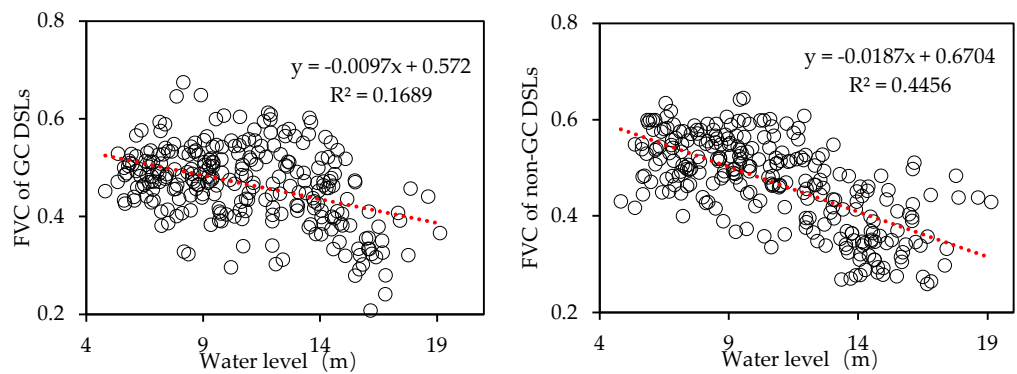 0.8
0.6
0.4
0.2
FVC of GC DSLs
y = -0.0097x + 0.572
R² = 0.1689
4
9
14
19
Water level （m）
0.8
0.6
0.4
0.2
FVC of non-GC DSLs
y = -0.0187x + 0.6704
R² = 0.4456
4
9
14
19
Water level （m）